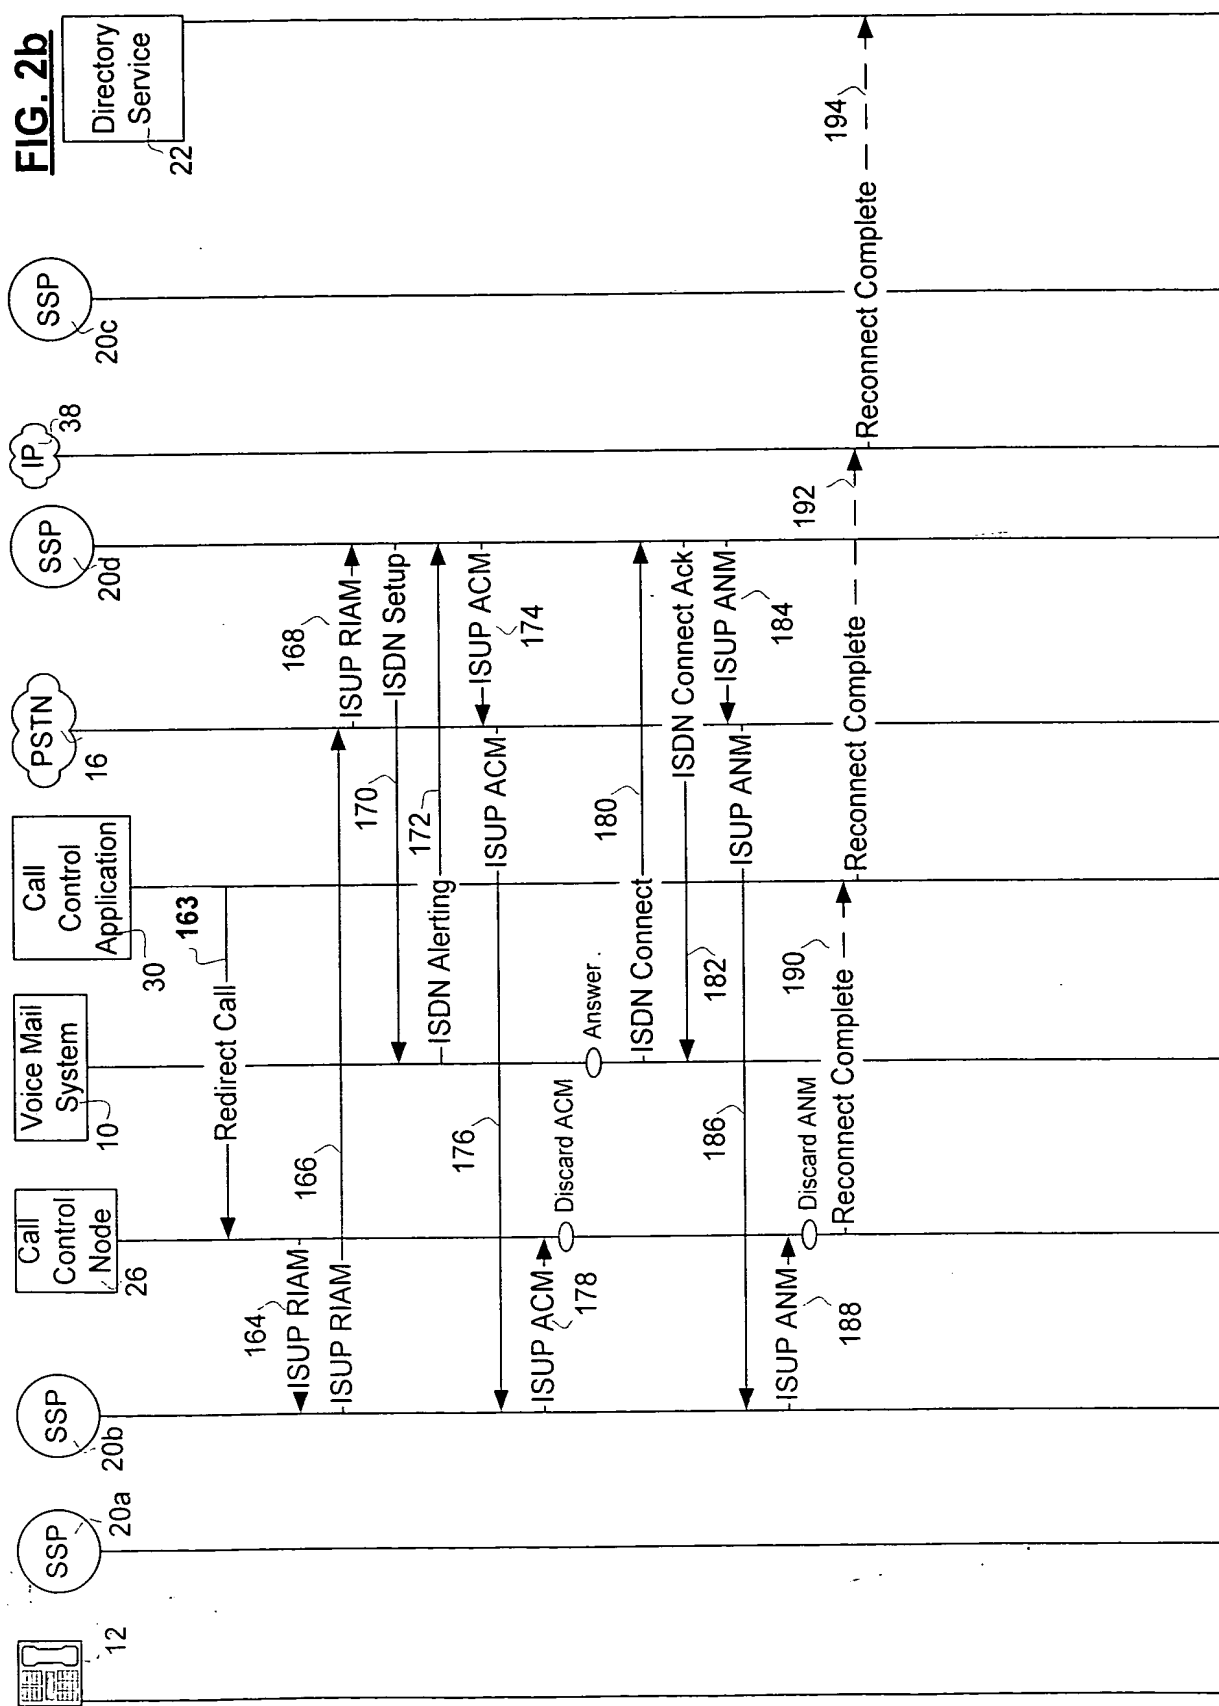 FIG. 2b
12
SSP
20a
SSP
20b
Call
Control
Node
26
Voice Mail
System
10
Call
Control
Application
30
PSTN
16
SSP
20d
IP
38
SSP
20c
Directory
Service
22
Redirect Call
163
ISUP RIAM
164
ISUP RIAM
166
ISUP RIAM
168
ISDN Setup
170
ISDN Alerting
172
ISUP ACM
174
ISUP ACM
176
ISUP ACM
178
Discard ACM
Answer.
ISDN Connect
180
ISDN Connect Ack
182
ISUP ANM
184
ISUP ANM
186
ISUP ANM
188
Discard ANM
Reconnect Complete
190
Reconnect Complete
192
Reconnect Complete
194